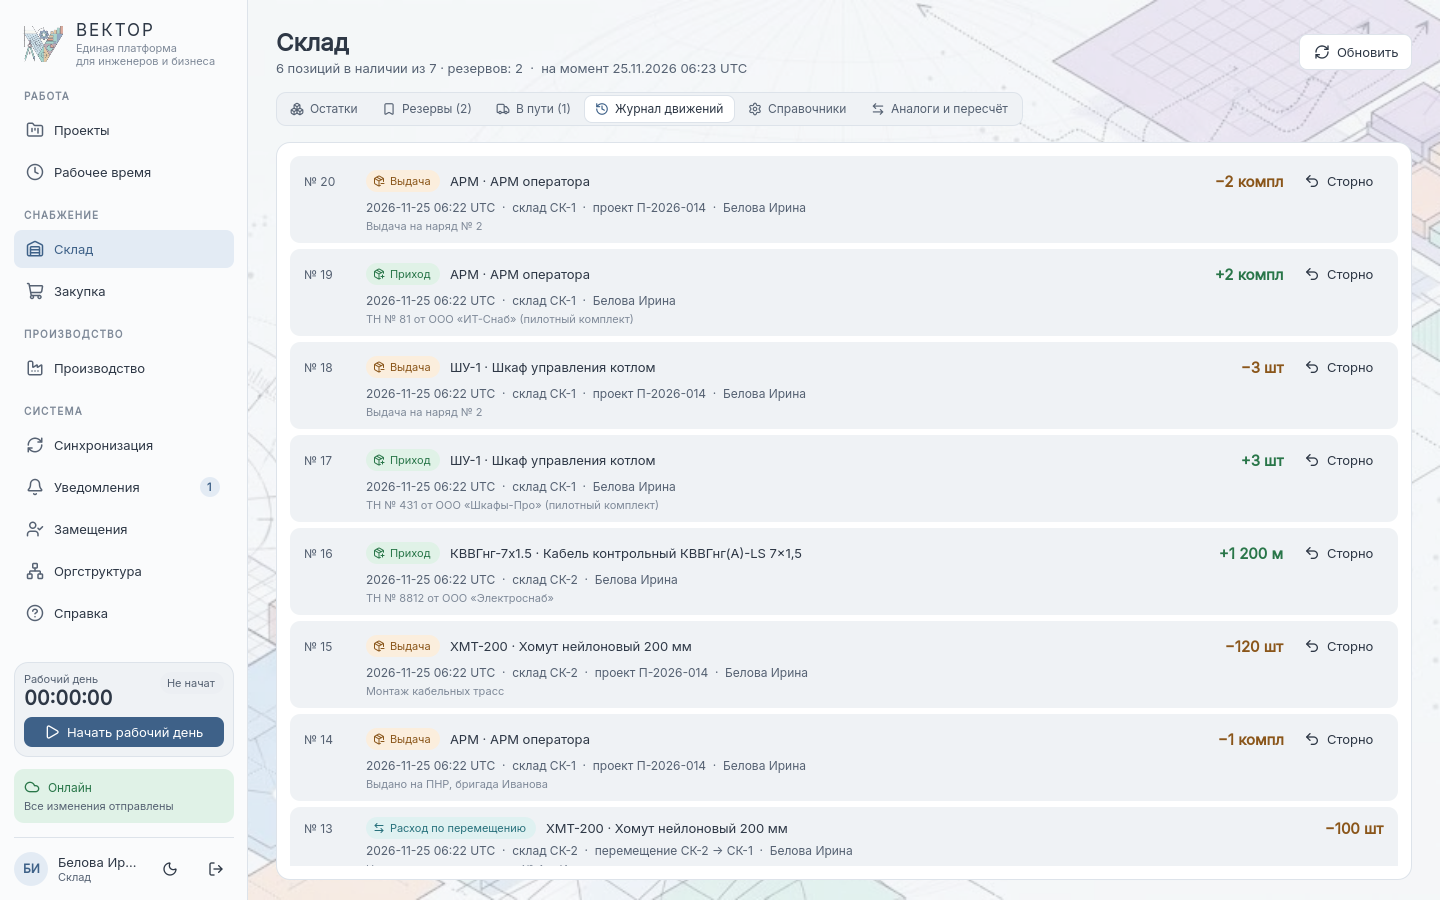 ВЕКТОР
Единая платформа
для инженеров и бизнеса
РАБОТА
Проекты
Рабочее время
СНАБЖЕНИЕ
Склад
Закупка
ПРОИЗВОДСТВО
Производство
СИСТЕМА
Синхронизация
Уведомления 1
Замещения
Оргструктура
Справка
Рабочий день
Не начат
00:00:00
Начать рабочий день
Онлайн
Все изменения отправлены
БИ
Белова Ир...
Склад
Склад
6 позиций в наличии из 7 · резервов: 2 · на момент 25.11.2026 06:23 UTC
Обновить
Остатки Резервы (2) В пути (1) Журнал движений Справочники Аналоги и пересчёт
№ 20 Выдача АРМ · АРМ оператора −2 компл Сторно
2026-11-25 06:22 UTC · склад СК-1 · проект П-2026-014 · Белова Ирина
Выдача на наряд № 2
№ 19 Приход АРМ · АРМ оператора +2 компл Сторно
2026-11-25 06:22 UTC · склад СК-1 · Белова Ирина
ТН № 81 от ООО «ИТ-Снаб» (пилотный комплект)
№ 18 Выдача ШУ-1 · Шкаф управления котлом −3 шт Сторно
2026-11-25 06:22 UTC · склад СК-1 · проект П-2026-014 · Белова Ирина
Выдача на наряд № 2
№ 17 Приход ШУ-1 · Шкаф управления котлом +3 шт Сторно
2026-11-25 06:22 UTC · склад СК-1 · Белова Ирина
ТН № 431 от ООО «Шкафы-Про» (пилотный комплект)
№ 16 Приход КВВГнг-7х1.5 · Кабель контрольный КВВГнг(А)-LS 7×1,5 +1 200 м Сторно
2026-11-25 06:22 UTC · склад СК-2 · Белова Ирина
ТН № 8812 от ООО «Электроснаб»
№ 15 Выдача ХМТ-200 · Хомут нейлоновый 200 мм −120 шт Сторно
2026-11-25 06:22 UTC · склад СК-2 · проект П-2026-014 · Белова Ирина
Монтаж кабельных трасс
№ 14 Выдача АРМ · АРМ оператора −1 компл Сторно
2026-11-25 06:22 UTC · склад СК-1 · проект П-2026-014 · Белова Ирина
Выдано на ПНР, бригада Иванова
№ 13 Расход по перемещению ХМТ-200 · Хомут нейлоновый 200 мм −100 шт
2026-11-25 06:22 UTC · склад СК-2 · перемещение СК-2 → СК-1 · Белова Ирина